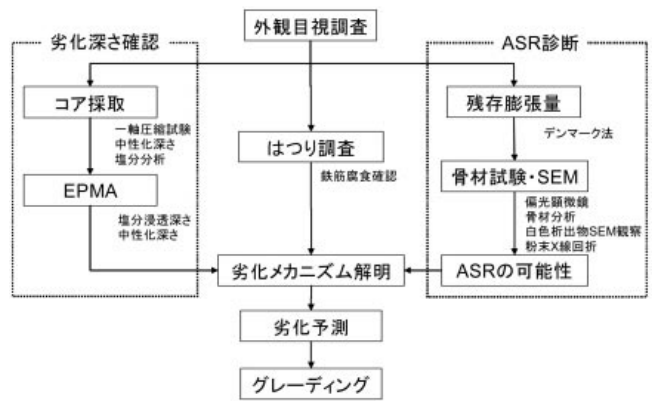 外観目視調査
劣化深さ確認
コア採取
一軸圧縮試験
中性化深さ
塩分分析
EPMA
塩分浸透深さ
中性化深さ
はつり調査
鉄筋腐食確認
ASR診断
残存膨張量
デンマーク法
骨材試験・SEM
偏光顕微鏡
骨材分析
白色析出物SEM観察
粉末X線回折
ASRの可能性
劣化メカニズム解明
劣化予測
グレーディング